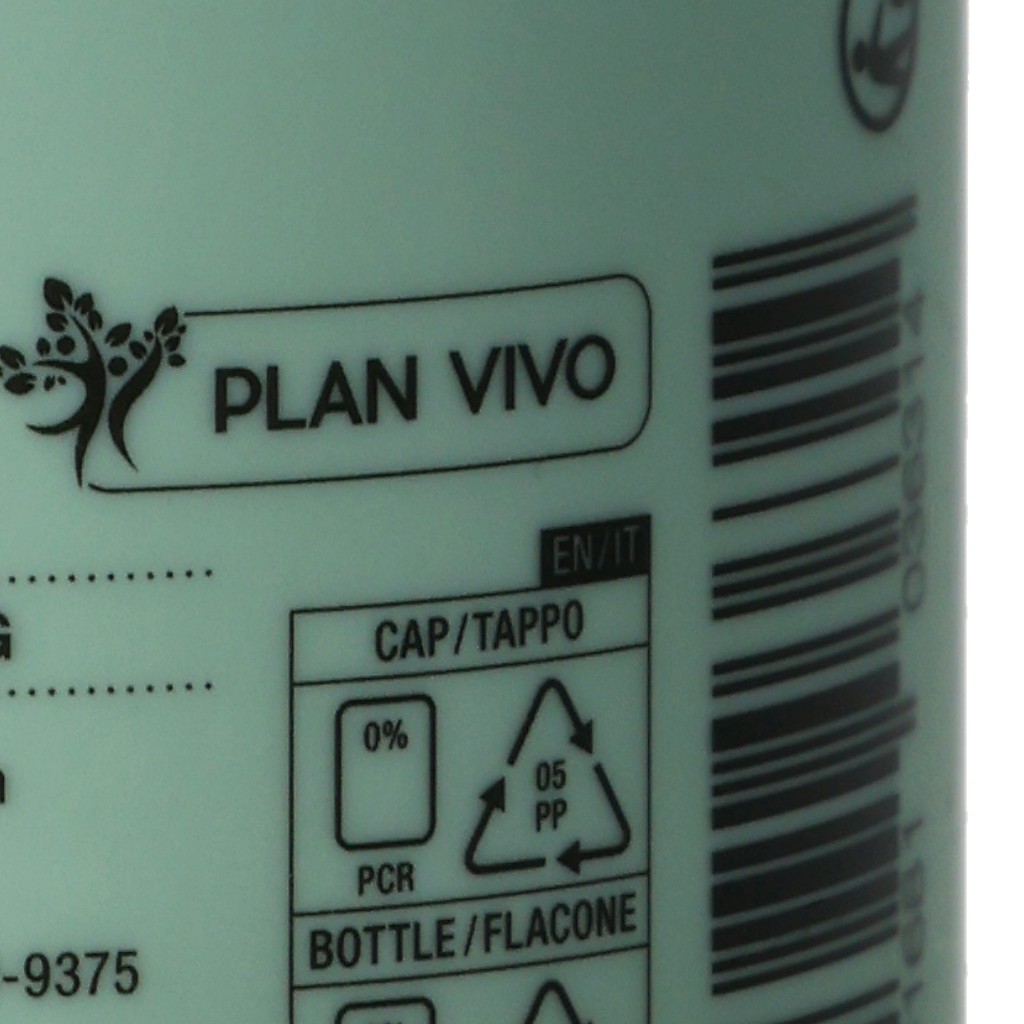 PLAN VIVO
EN/IT
CAP/TAPPO
0%
05
PP
PCR
BOTTLE/FLACONE
-9375